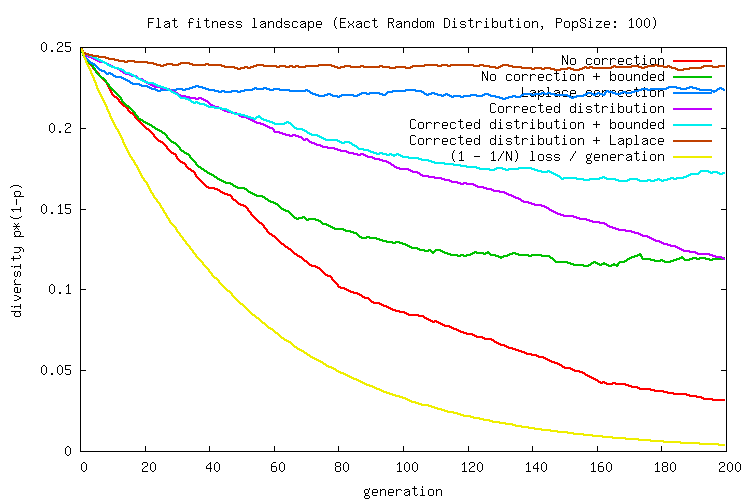 Flat fitness landscape (Exact Random Distribution, PopSize: 100)
0.25
No correction
No correction + bounded
Laplace correction
Corrected distribution
Corrected distribution + bounded
Corrected distribution + Laplace
(1 - 1/N) loss / generation
0.2
0.15
0.1
0.05
0
diversity p*(1-p)
0 20 40 60 80 100 120 140 160 180 200
generation